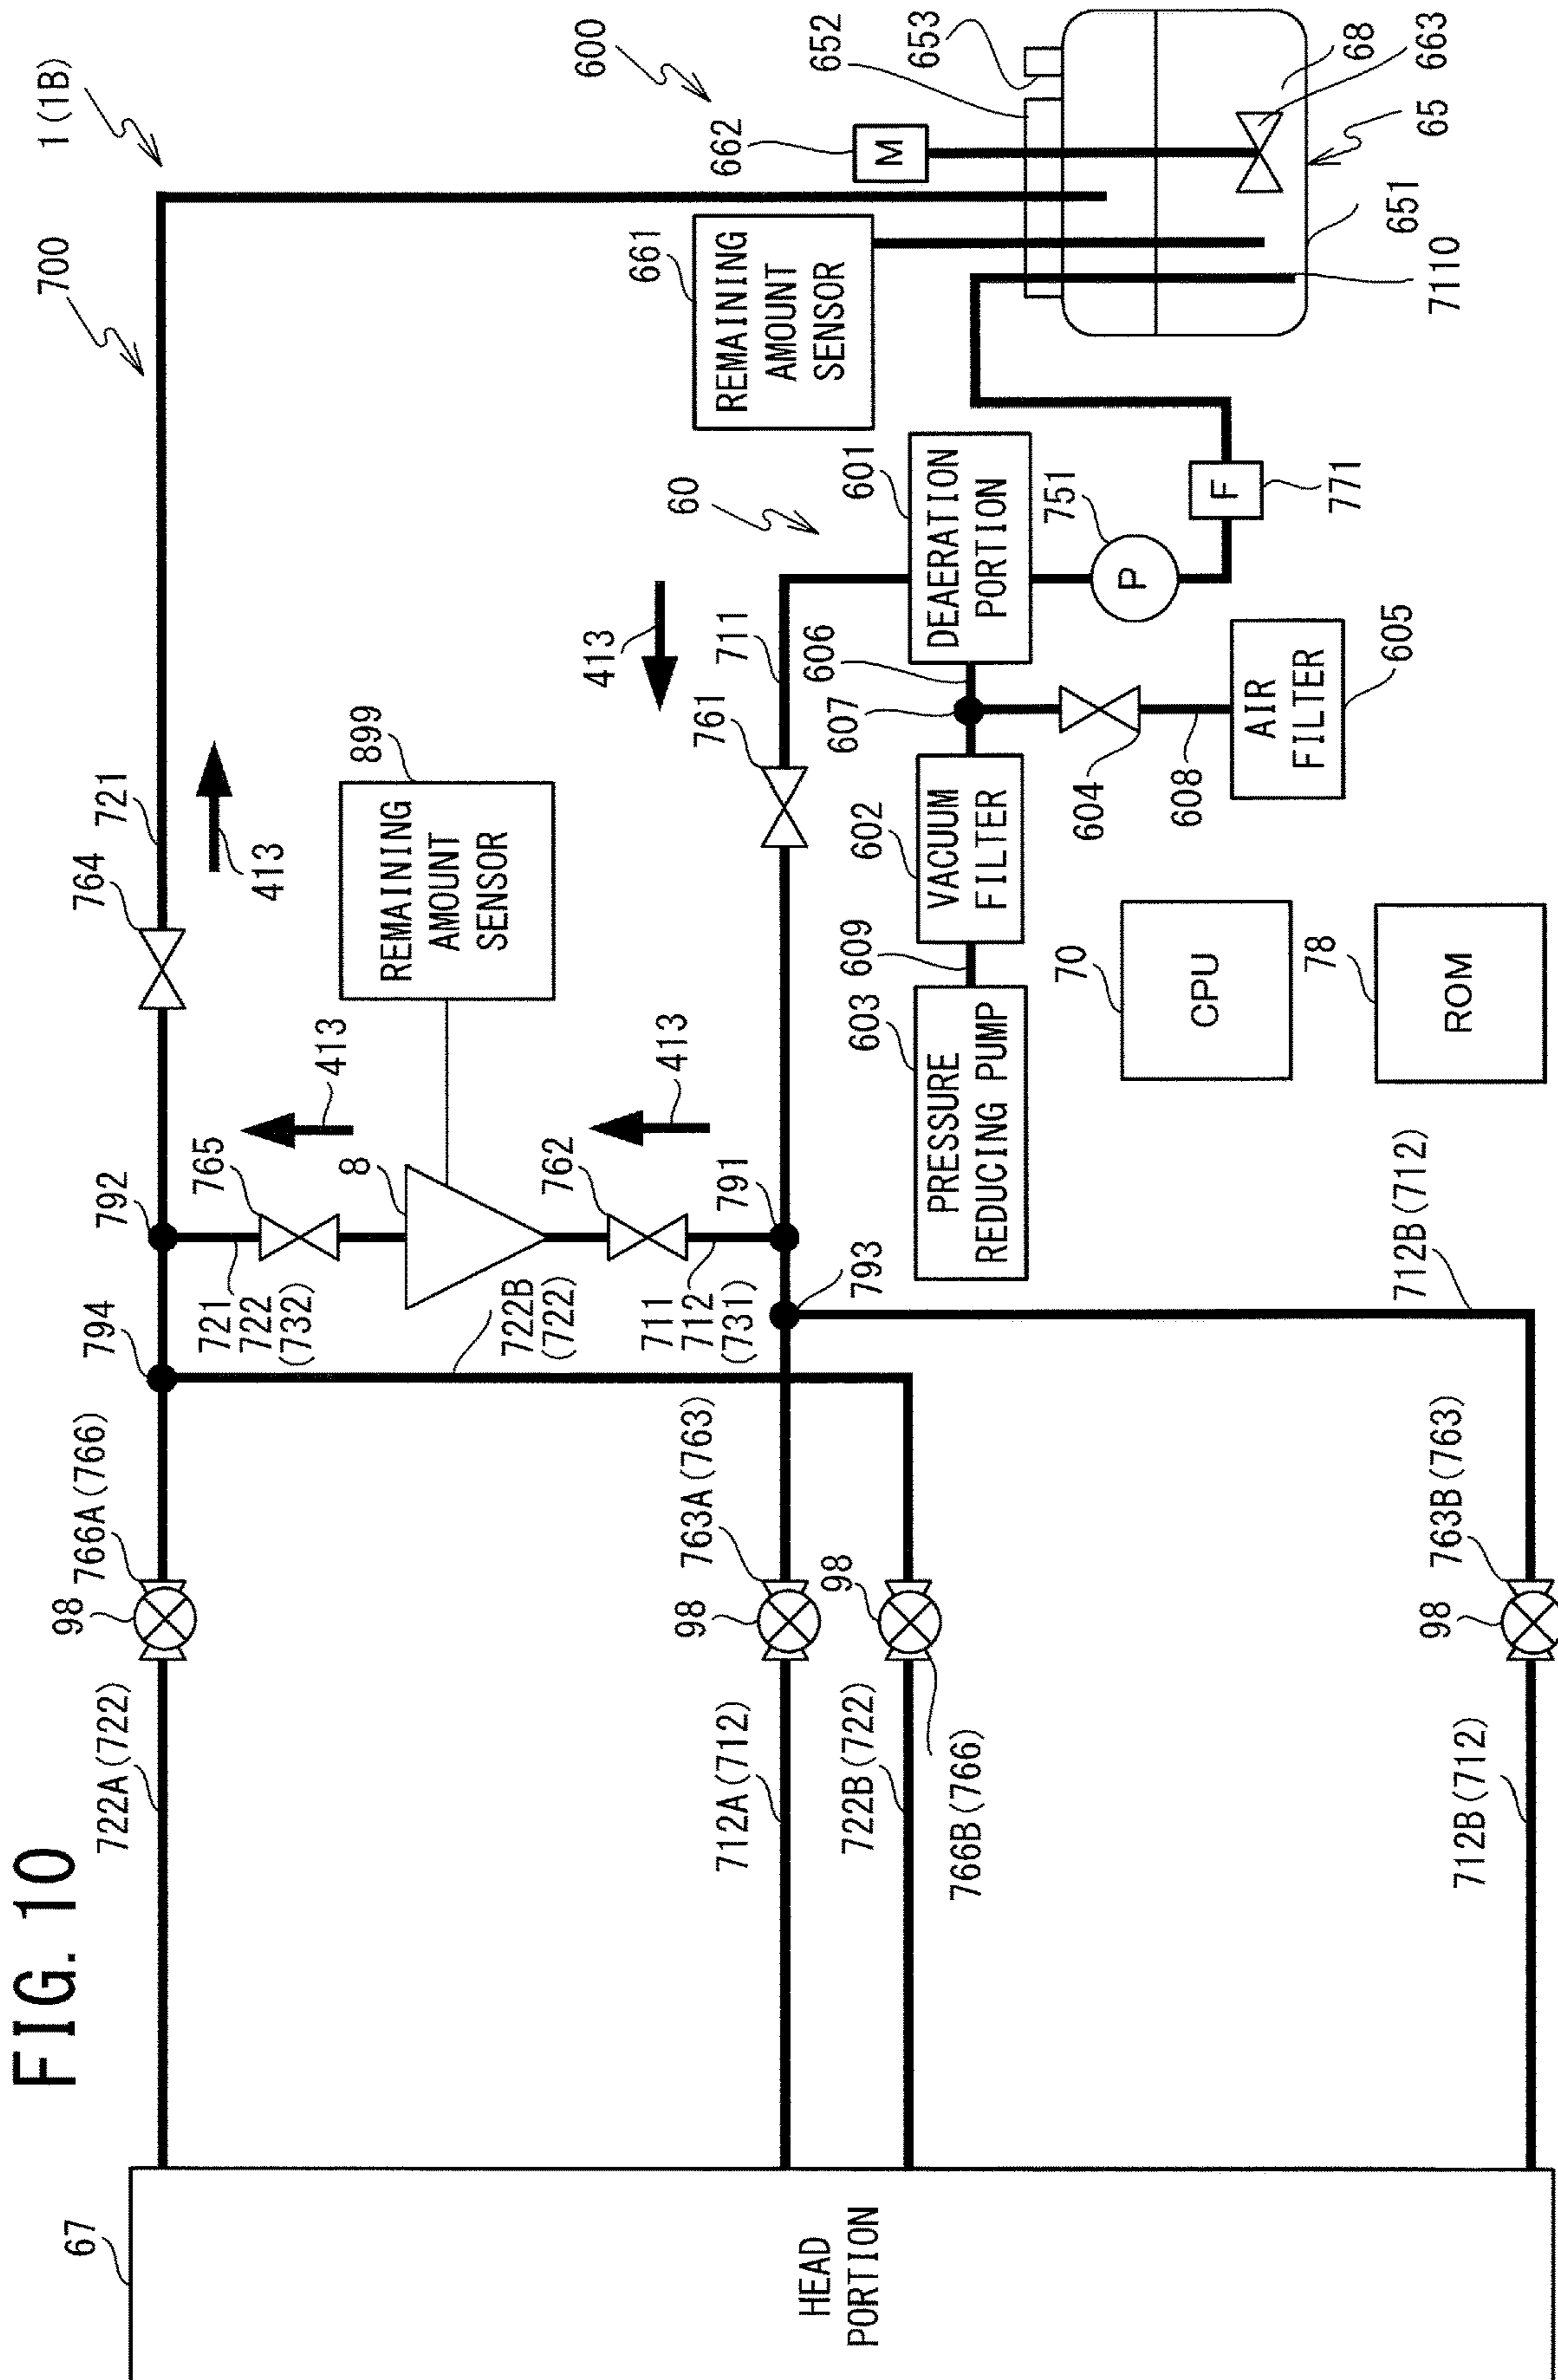 FIG. 10
1(1B)
700
600
652
653
662
M
68
663
65
651
7110
661
REMAINING
AMOUNT
SENSOR
721
764
413
899
REMAINING
AMOUNT
SENSOR
413
60
601
DEAERATION
PORTION
751
P
F
771
711
606
607
761
602
VACUUM
FILTER
604
608
605
AIR
FILTER
609
603
PRESSURE
REDUCING PUMP
70
CPU
78
ROM
792
765
413
8
762
413
791
793
794
721
722
(732)
722B
(722)
711
712
(731)
712B(712)
766A(766)
98
763A(763)
98
98
763B(763)
98
722A(722)
712A(712)
722B(722)
766B(766)
712B(712)
67
HEAD
PORTION